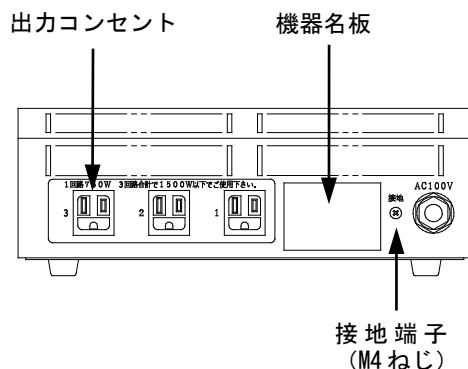 出力コンセント
機器名板
1回路750W 3回路合計で1500W以下でご使用下さい。
3
2
1
接地
AC100V
接地端子
(M4ねじ)